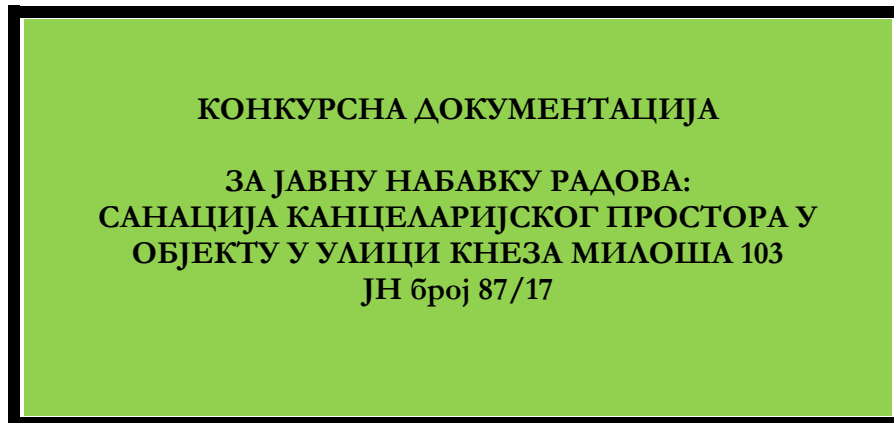 КОНКУРСНА ДОКУМЕНТАЦИЈА
ЗА ЈАВНУ НАБАВКУ РАДОВА:
САНАЦИЈА КАНЦЕЛАРИЈСКОГ ПРОСТОРА У
ОБЈЕКТУ У УЛИЦИ КНЕЗА МИЛОША 103
ЈН број 87/17